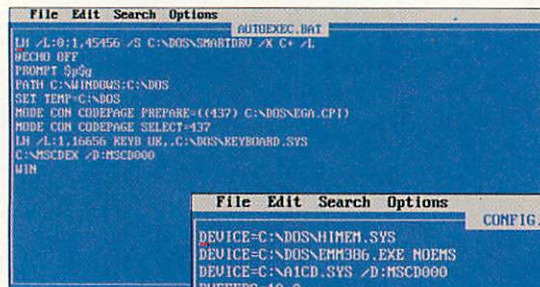 File Edit Search Options
AUTOEXEC.BAT
LH /L:0:1,45456 /S C:\DOS\SMARTDRV /X C+ /L
@ECHO OFF
PROMPT $p$g
PATH C:\WINDOWS;C:\DOS
SET TEMP=C:\DOS
MODE CON CODEPAGE PREPARE=((437) C:\DOS\EGA.CPI)
MODE CON CODEPAGE SELECT=437
LH /L:1,16656 KEYB UK,,C:\DOS\KEYBOARD.SYS
C:\MSCDEX /D:MSCD000
WIN
File Edit Search Options
CONFIG.
DEVICE=C:\DOS\HIMEM.SYS
DEVICE=C:\DOS\EMM386.EXE NOEMS
DEVICE=C:\A1CD.SYS /D:MSCD000
BUFFERS=10,0